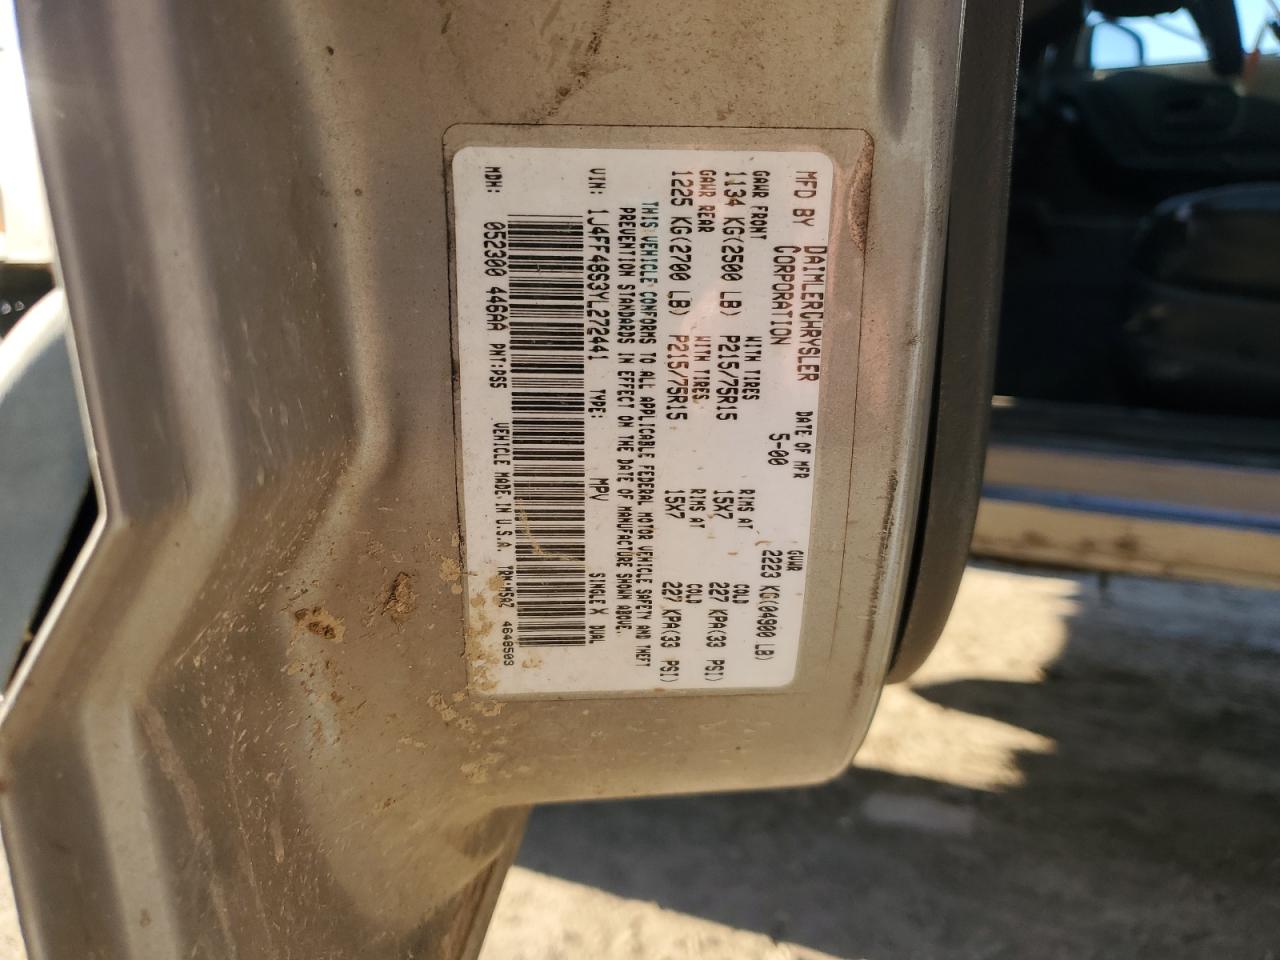 MFD BY DAIMLERCHRYSLER CORPORATION DATE OF MFR 5-00 GVWR 2223 KG(04900 LB)
GAWR FRONT WITH TIRES RIMS AT COLD
1134 KG(2500 LB) P215/75R15 15X7 227 KPA(33 PSI)
GAWR REAR WITH TIRES RIMS AT COLD
1225 KG(2700 LB) P215/75R15 15X7 227 KPA(33 PSI)
THIS VEHICLE CONFORMS TO ALL APPLICABLE FEDERAL MOTOR VEHICLE SAFETY AND THEFT
PREVENTION STANDARDS IN EFFECT ON THE DATE OF MANUFACTURE SHOWN ABOVE.
VIN: 1J4FF48S3YL272441 TYPE: MPV SINGLE X DUAL
MDH: 052300 446AA PNT:PS5 VEHICLE MADE IN U.S.A. 4648503